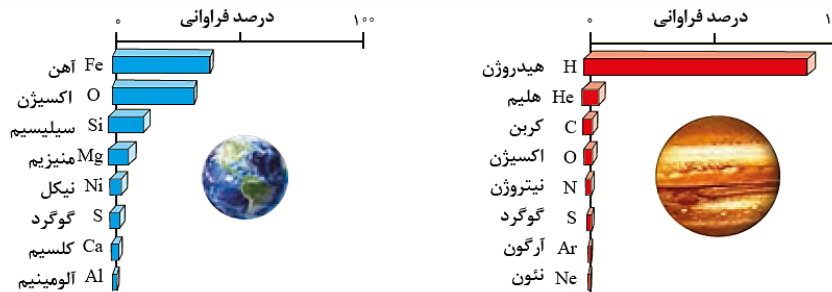 درصد فراوانی
۰ ۱۰۰
آهن Fe
اکسیژن O
سیلیسیم Si
منیزیم Mg
نیکل Ni
گوگرد S
کلسیم Ca
آلومینیم Al
درصد فراوانی
۰ ۱
هیدروژن H
هلیم He
کربن C
اکسیژن O
نیتروژن N
گوگرد S
آرگون Ar
نئون Ne